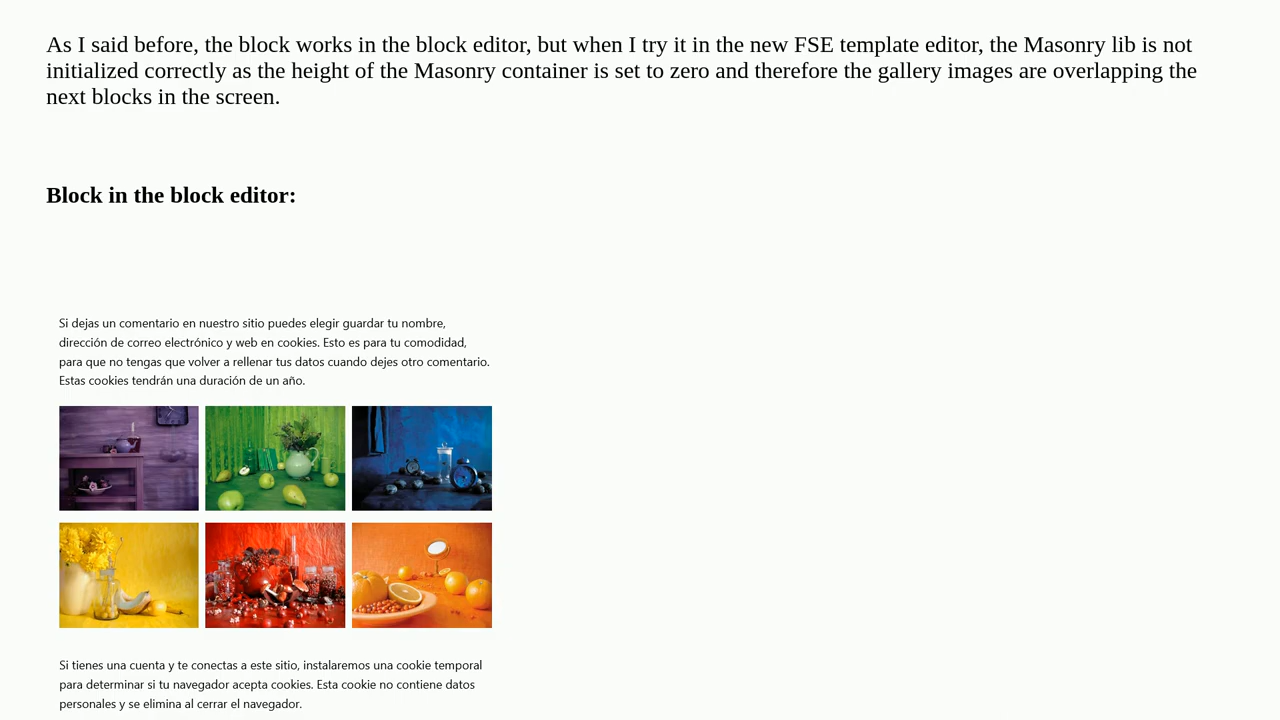 As I said before, the block works in the block editor, but when I try it in the new FSE template editor, the Masonry lib is not
initialized correctly as the height of the Masonry container is set to zero and therefore the gallery images are overlapping the
next blocks in the screen.
Block in the block editor:
Si dejas un comentario en nuestro sitio puedes elegir guardar tu nombre,
dirección de correo electrónico y web en cookies. Esto es para tu comodidad,
para que no tengas que volver a rellenar tus datos cuando dejes otro comentario.
Estas cookies tendrán una duración de un año.
Si tienes una cuenta y te conectas a este sitio, instalaremos una cookie temporal
para determinar si tu navegador acepta cookies. Esta cookie no contiene datos
personales y se elimina al cerrar el navegador.